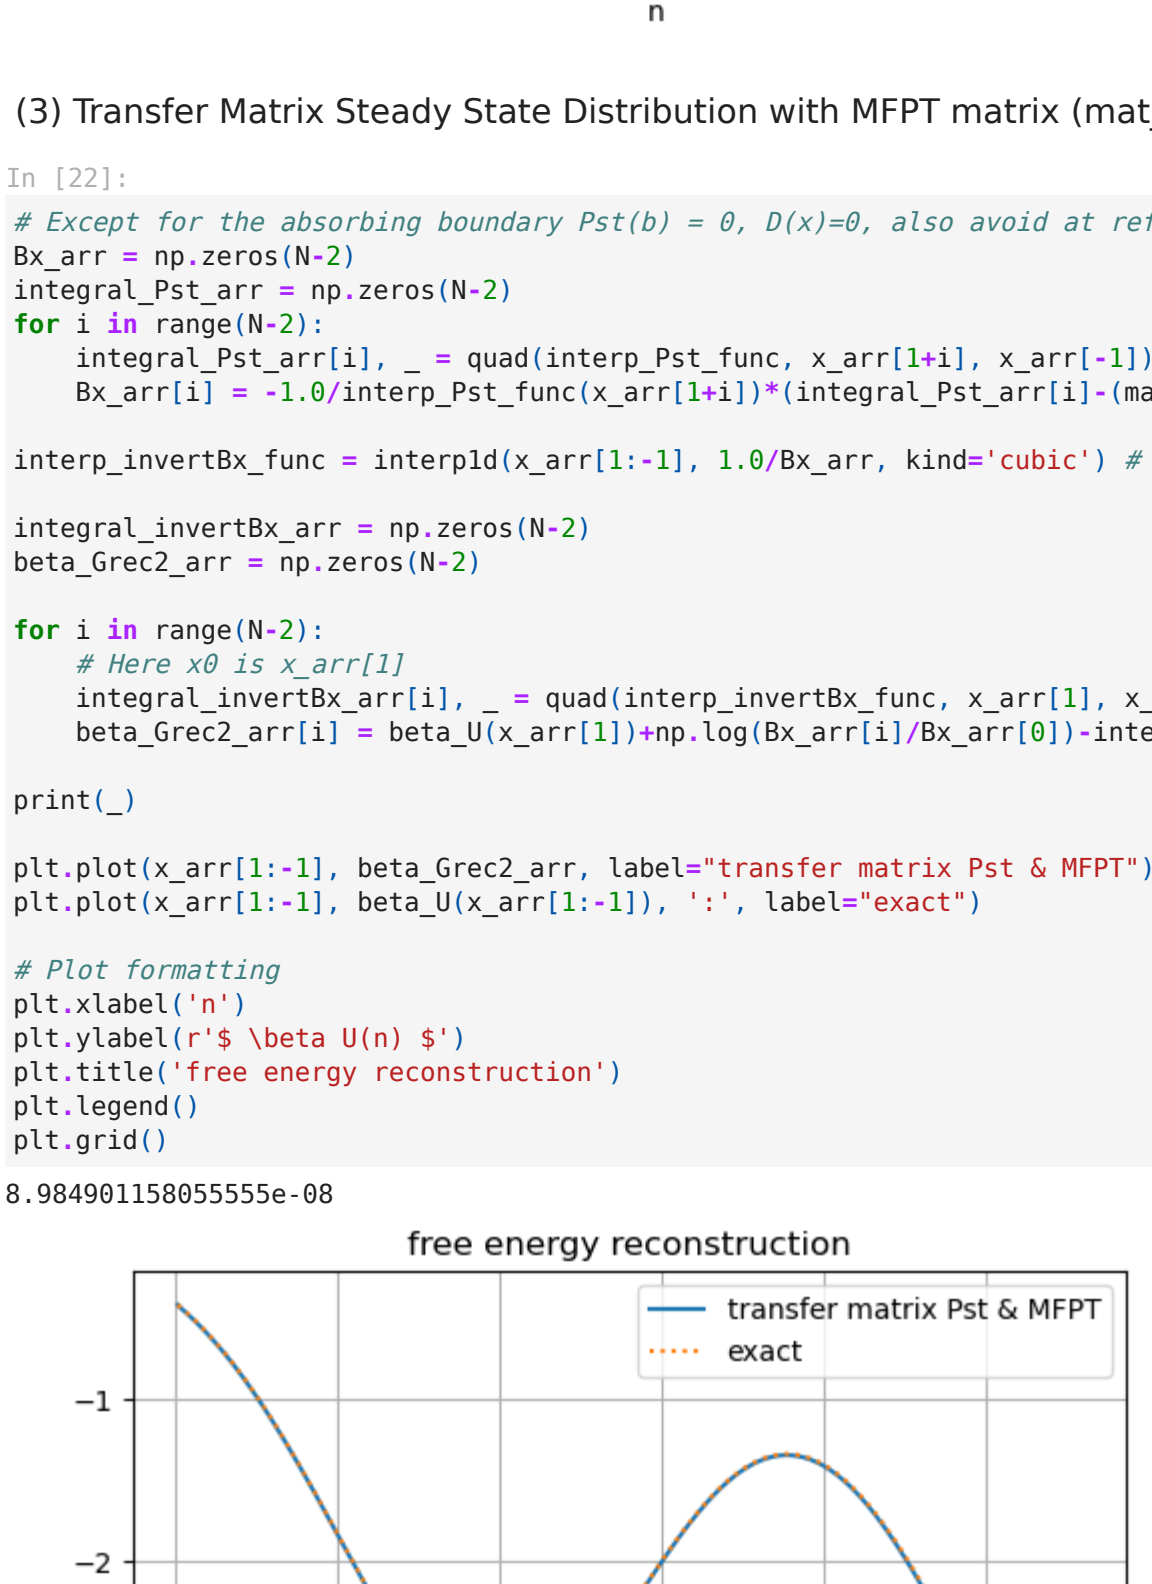 n
(3) Transfer Matrix Steady State Distribution with MFPT matrix (mat
In [22]:
# Except for the absorbing boundary Pst(b) = 0, D(x)=0, also avoid at ref
Bx_arr = np.zeros(N-2)
integral_Pst_arr = np.zeros(N-2)
for i in range(N-2):
    integral_Pst_arr[i], _ = quad(interp_Pst_func, x_arr[1+i], x_arr[-1])
    Bx_arr[i] = -1.0/interp_Pst_func(x_arr[1+i])*(integral_Pst_arr[i]-(ma
interp_invertBx_func = interp1d(x_arr[1:-1], 1.0/Bx_arr, kind='cubic') #
integral_invertBx_arr = np.zeros(N-2)
beta_Grec2_arr = np.zeros(N-2)
for i in range(N-2):
    # Here x0 is x_arr[1]
    integral_invertBx_arr[i], _ = quad(interp_invertBx_func, x_arr[1], x_
    beta_Grec2_arr[i] = beta_U(x_arr[1])+np.log(Bx_arr[i]/Bx_arr[0])-inte
print(_)
plt.plot(x_arr[1:-1], beta_Grec2_arr, label="transfer matrix Pst & MFPT")
plt.plot(x_arr[1:-1], beta_U(x_arr[1:-1]), ':', label="exact")
# Plot formatting
plt.xlabel('n')
plt.ylabel(r'$ \beta U(n) $')
plt.title('free energy reconstruction')
plt.legend()
plt.grid()
8.984901158055555e-08
free energy reconstruction
transfer matrix Pst & MFPT
exact
−1
−2